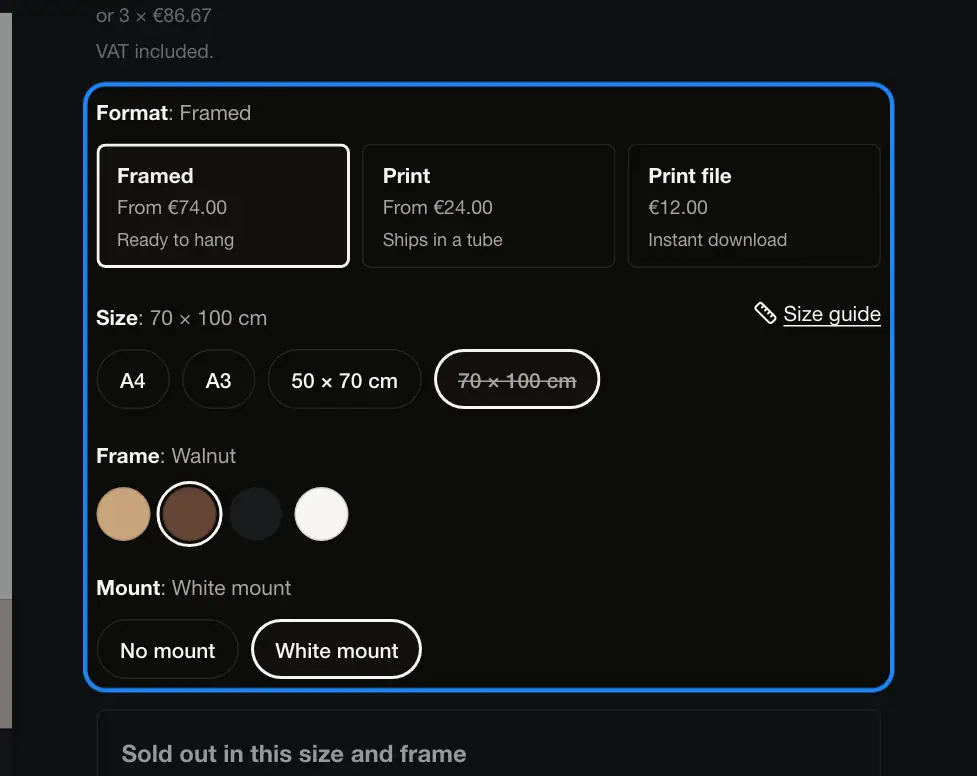 or 3 × €86.67
VAT included.
Format: Framed
Framed
From €74.00
Ready to hang
Print
From €24.00
Ships in a tube
Print file
€12.00
Instant download
Size: 70 × 100 cm
Size guide
A4
A3
50 × 70 cm
70 × 100 cm
Frame: Walnut
Mount: White mount
No mount
White mount
Sold out in this size and frame